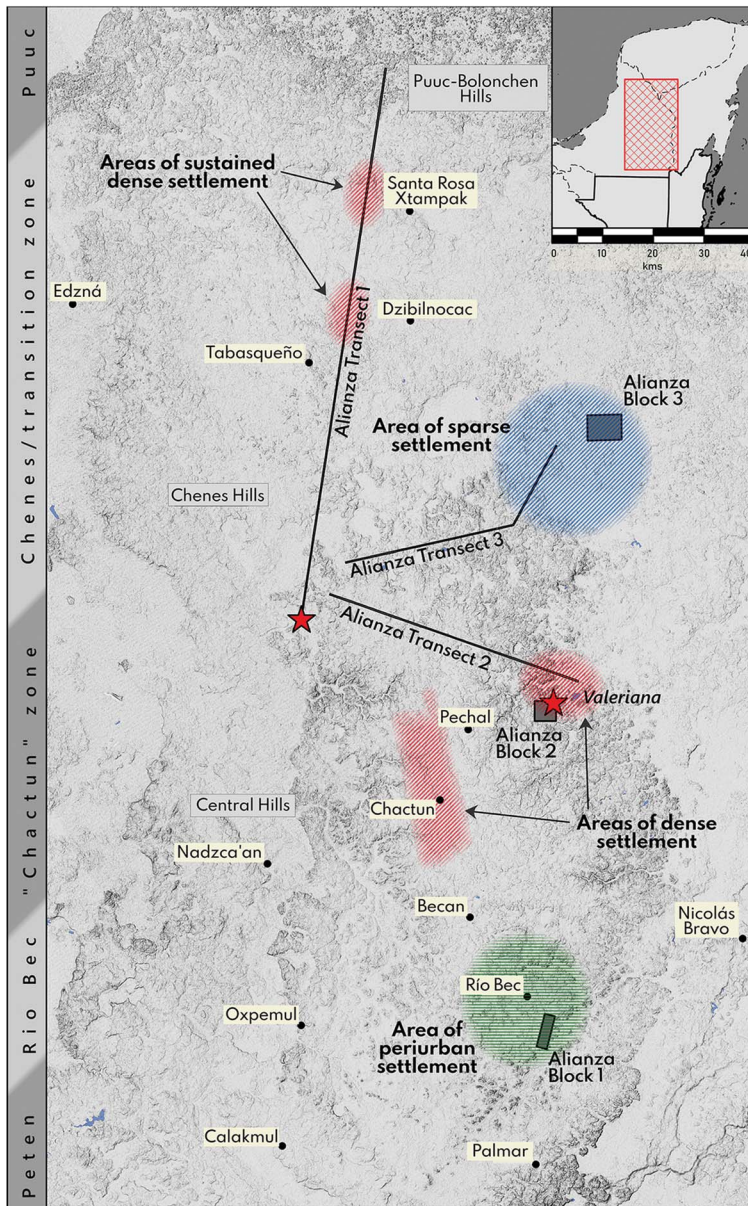 Puuc
Chenes/transition zone
"Chactun" zone
Rio Bec
Peten
Puuc-Bolonchen
Hills
0 10 20 30 40
kms
Areas of sustained
dense settlement
Santa Rosa
Xtampak
Edzná
Dzibilnocac
Tabasqueño
Alianza Transect 1
Alianza
Block 3
Area of sparse
settlement
Chenes Hills
Alianza Transect 3
Alianza Transect 2
Valeriana
Pechal
Alianza
Block 2
Central Hills
Chactun
Areas of dense
settlement
Nadzca'an
Becan
Nicolás
Bravo
Río Bec
Oxpemul
Area of
periurban
settlement
Alianza
Block 1
Calakmul
Palmar